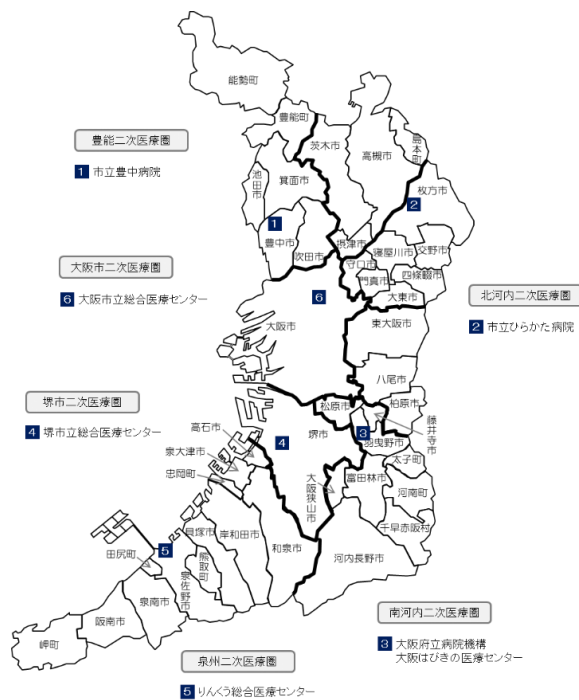 能勢町
豊能町
豊能二次医療圏
茨木市
高槻市
島本町
1 市立豊中病院
池田市
箕面市
枚方市
2
1
豊中市
吹田市
摂津市
寝屋川市
交野市
守口市
門真市
四條畷市
大東市
大阪市二次医療圏
6 大阪市立総合医療センター
6
大阪市
東大阪市
北河内二次医療圏
2 市立ひらかた病院
八尾市
柏原市
藤井寺市
堺市二次医療圏
4 堺市立総合医療センター
松原市
高石市
4
堺市
3
羽曳野市
泉大津市
忠岡町
大阪狭山市
太子町
富田林市
河南町
千早赤阪村
5
田尻町
貝塚市
熊取町
岸和田市
和泉市
河内長野市
泉佐野市
泉南市
阪南市
岬町
南河内二次医療圏
3 大阪府立病院機構
大阪はびきの医療センター
泉州二次医療圏
5 りんくう総合医療センター